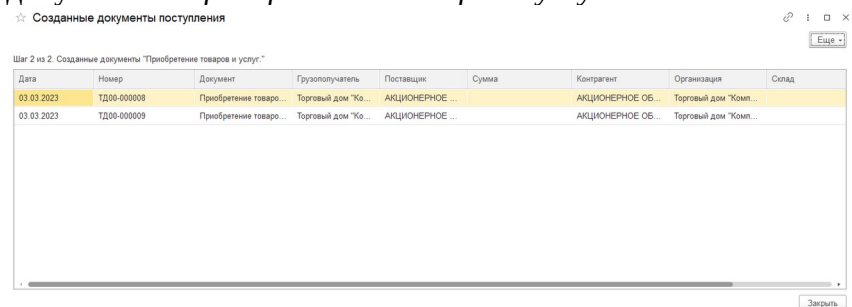 Созданные документы поступления
Еще
Шаг 2 из 2. Созданные документы "Приобретение товаров и услуг."
Дата Номер Документ Грузополучатель Поставщик Сумма Контрагент Организация Склад
03.03.2023 ТД00-000008 Приобретение товаро... Торговый дом "Ко... АКЦИОНЕРНОЕ ... АКЦИОНЕРНОЕ ОБ... Торговый дом "Комп...
03.03.2023 ТД00-000009 Приобретение товаро... Торговый дом "Ко... АКЦИОНЕРНОЕ ... АКЦИОНЕРНОЕ ОБ... Торговый дом "Комп...
Закрыть